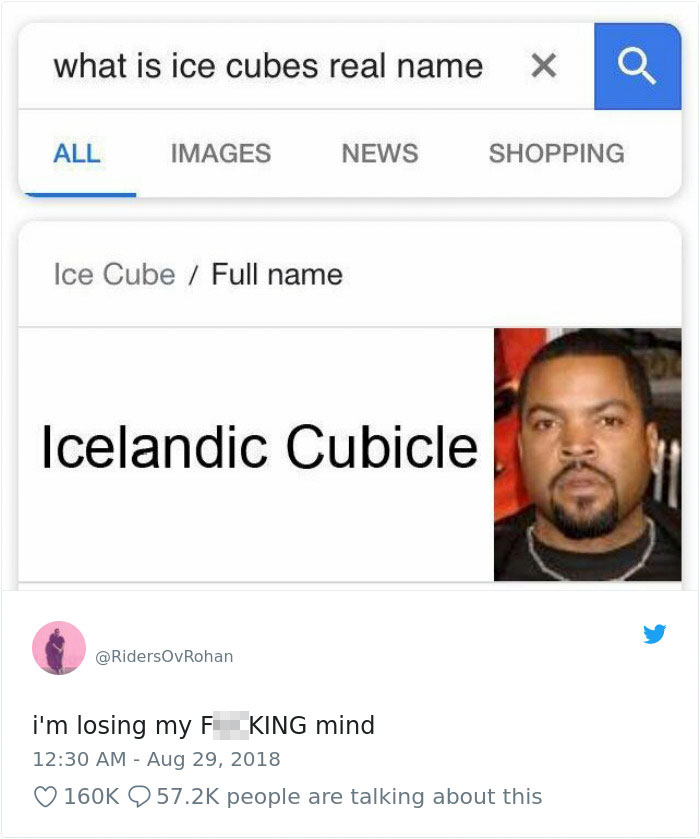 what is ice cubes real name ×
ALL IMAGES NEWS SHOPPING
Ice Cube / Full name
Icelandic Cubicle
@RidersOvRohan
i'm losing my F KING mind
12:30 AM - Aug 29, 2018
160K 57.2K people are talking about this